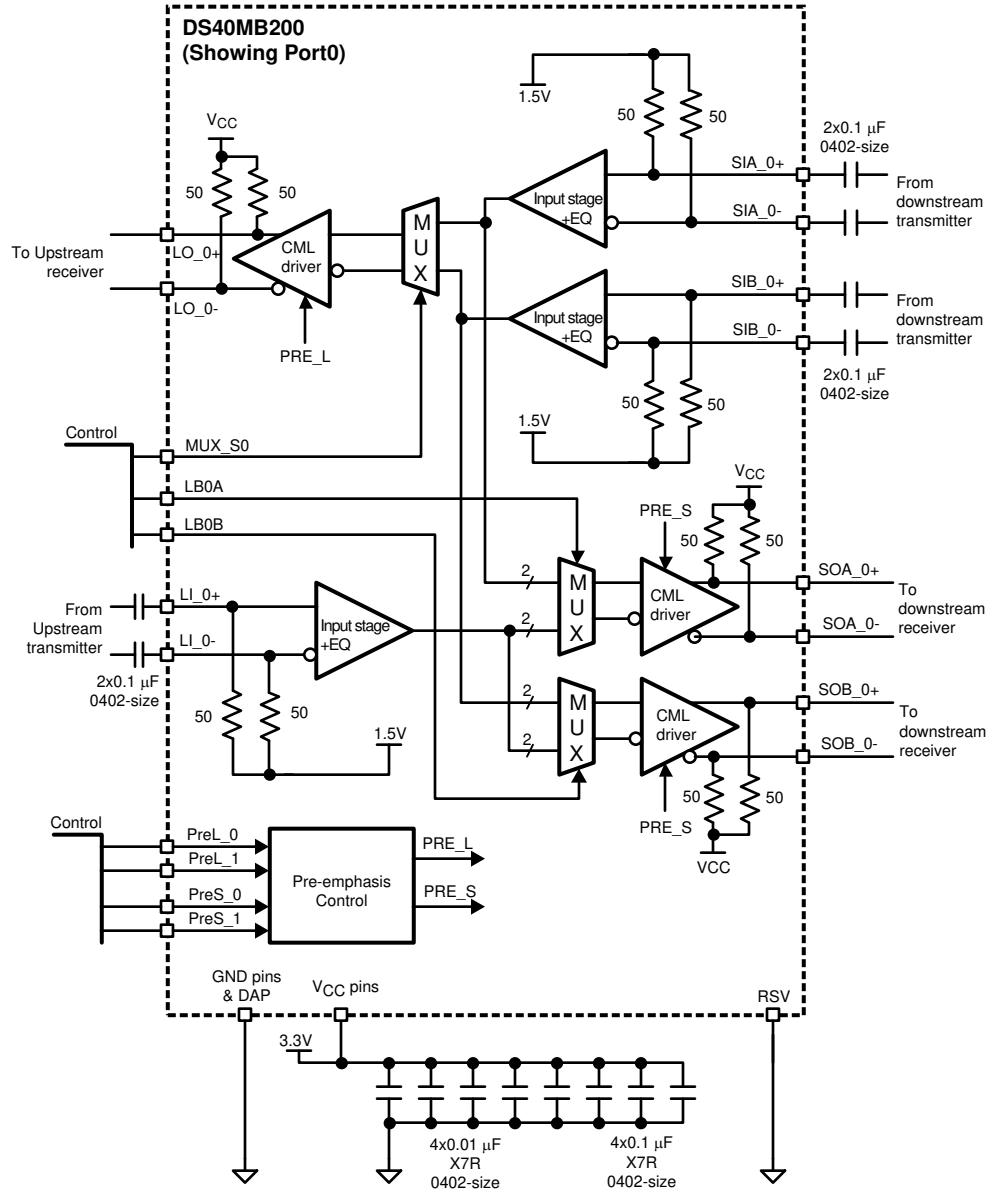 DS40MB200
(Showing Port0)
1.5V
50
50
2x0.1 µF
0402-size
VCC
50
50
SIA_0+
From
downstream
transmitter
SIA_0-
Input stage
+EQ
M
U
X
CML
driver
To Upstream
receiver
LO_0+
LO_0-
PRE_L
SIB_0+
From
downstream
transmitter
SIB_0-
Input stage
+EQ
2x0.1 µF
0402-size
50
50
1.5V
Control
MUX_S0
LB0A
LB0B
VCC
PRE_S
50
50
2
2
M
U
X
CML
driver
SOA_0+
To
downstream
receiver
SOA_0-
From
Upstream
transmitter
LI_0+
LI_0-
Input stage
+EQ
2x0.1 µF
0402-size
50
50
1.5V
2
2
M
U
X
CML
driver
SOB_0+
To
downstream
receiver
SOB_0-
50
50
PRE_S
VCC
Control
PreL_0
PreL_1
PreS_0
PreS_1
Pre-emphasis
Control
PRE_L
PRE_S
GND pins
& DAP
VCC pins
RSV
3.3V
4x0.01 µF
X7R
0402-size
4x0.1 µF
X7R
0402-size